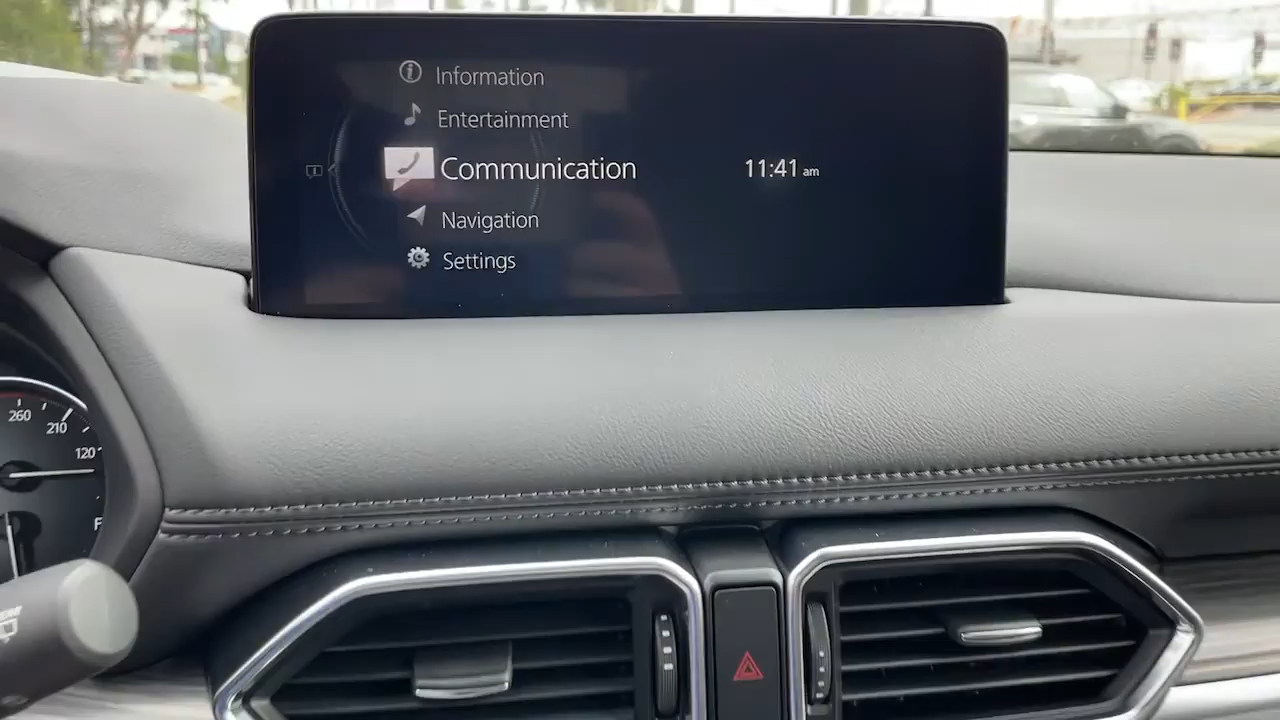 Information
Entertainment
Communication
11:41 am
Navigation
Settings
260
210
120
F